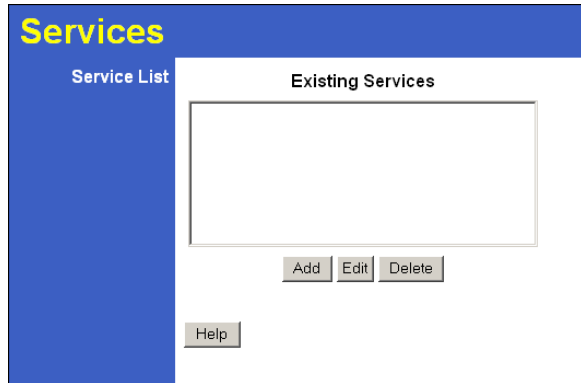 Services
Service List
Existing Services
Add Edit Delete
Help